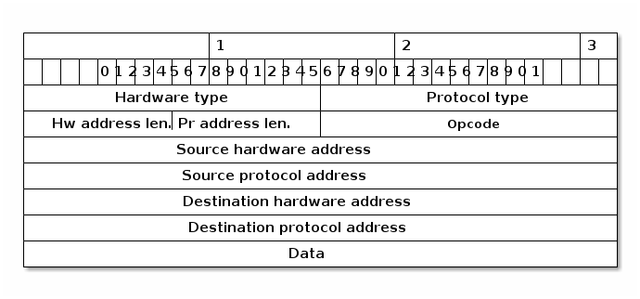 1 2 3
0 1 2 3 4 5 6 7 8 9 0 1 2 3 4 5 6 7 8 9 0 1 2 3 4 5 6 7 8 9 0 1
Hardware type Protocol type
Hw address len. Pr address len. Opcode
Source hardware address
Source protocol address
Destination hardware address
Destination protocol address
Data